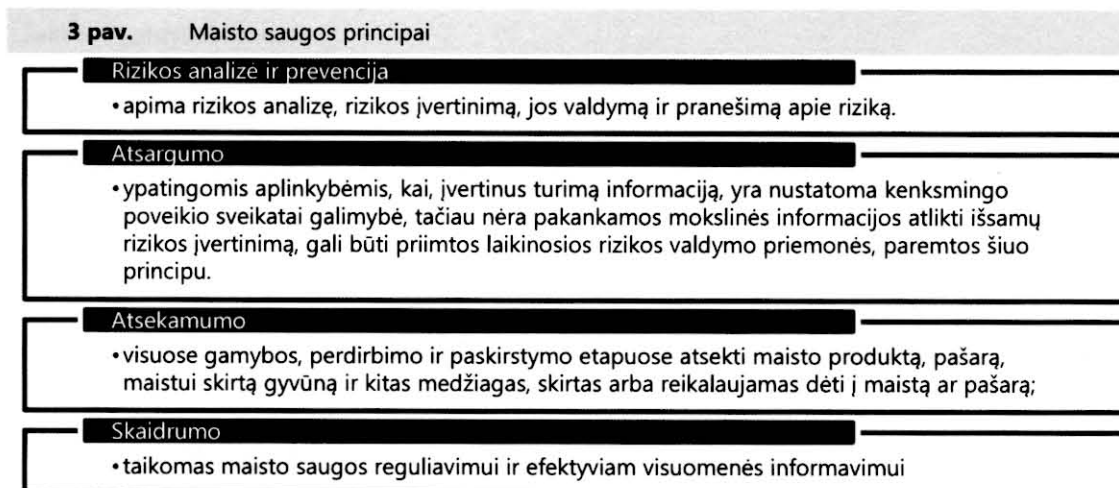 3 pav. Maisto saugos principai
Rizikos analizė ir prevencija
•apima rizikos analizę, rizikos įvertinimą, jos valdymą ir pranešimą apie riziką.
Atsargumo
•ypatingomis aplinkybėmis, kai, įvertinus turimą informaciją, yra nustatoma kenksmingo
poveikio sveikatai galimybė, tačiau nėra pakankamos mokslinės informacijos atlikti išsamų
rizikos įvertinimą, gali būti priimtos laikinosios rizikos valdymo priemonės, paremtos šiuo
principu.
Atsekamumo
•visuose gamybos, perdirbimo ir paskirstymo etapuose atsekti maisto produktą, pašarą,
maistui skirtą gyvūną ir kitas medžiagas, skirtas arba reikalaujamas dėti į maistą ar pašarą;
Skaidrumo
•taikomas maisto saugos reguliavimui ir efektyviam visuomenės informavimui